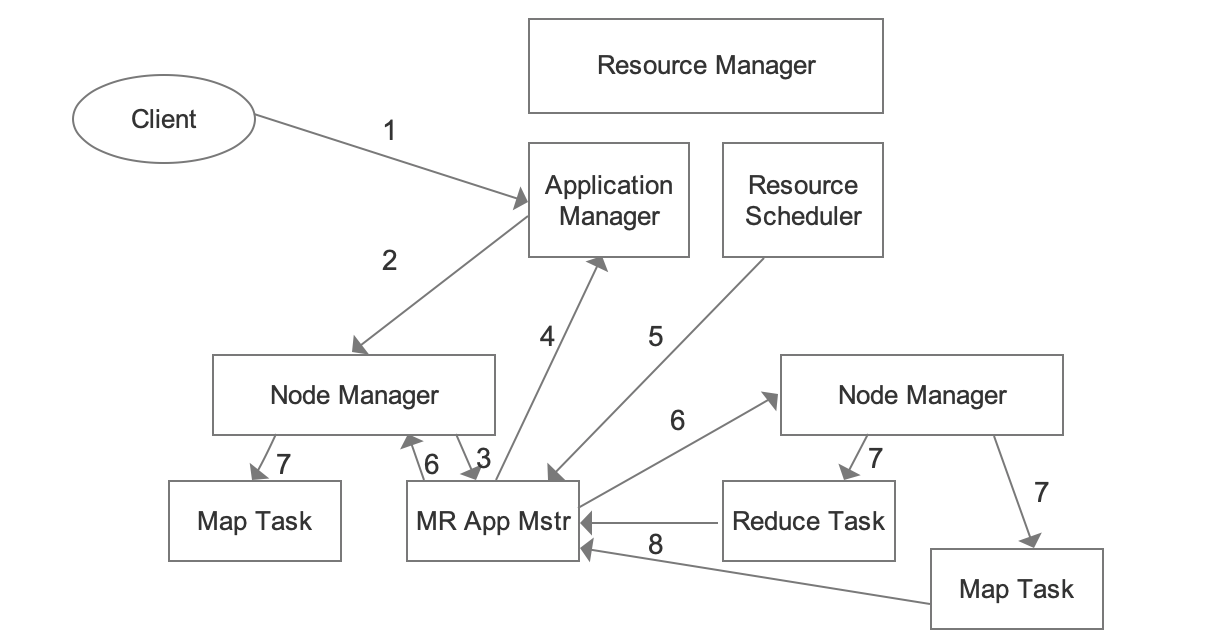 Resource Manager
Client
1
Application
Manager
Resource
Scheduler
2
4
5
Node Manager
Node Manager
6
7
6
3
7
7
Map Task
MR App Mstr
Reduce Task
8
Map Task